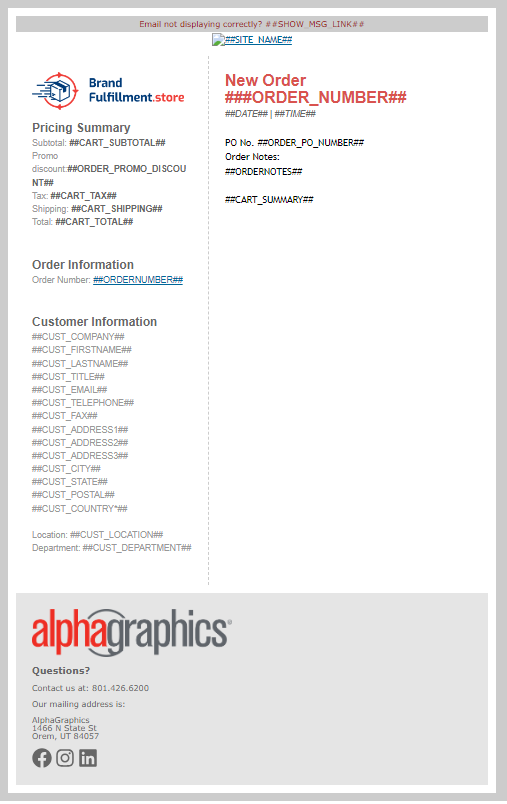 Email not displaying correctly? ##SHOW_MSG_LINK##
##SITE_NAME##
Brand
Fulfillment.store
Pricing Summary
Subtotal: ##CART_SUBTOTAL##
Promo
discount:##ORDER_PROMO_DISCOU
NT##
Tax: ##CART_TAX##
Shipping: ##CART_SHIPPING##
Total: ##CART_TOTAL##
Order Information
Order Number: ##ORDERNUMBER##
Customer Information
##CUST_COMPANY##
##CUST_FIRSTNAME##
##CUST_LASTNAME##
##CUST_TITLE##
##CUST_EMAIL##
##CUST_TELEPHONE##
##CUST_FAX##
##CUST_ADDRESS1##
##CUST_ADDRESS2##
##CUST_ADDRESS3##
##CUST_CITY##
##CUST_STATE##
##CUST_POSTAL##
##CUST_COUNTRY*##
Location: ##CUST_LOCATION##
Department: ##CUST_DEPARTMENT##
New Order
###ORDER_NUMBER##
##DATE## | ##TIME##
PO No. ##ORDER_PO_NUMBER##
Order Notes:
##ORDERNOTES##
##CART_SUMMARY##
alphagraphics®
Questions?
Contact us at: 801.426.6200
Our mailing address is:
AlphaGraphics
1466 N State St
Orem, UT 84057